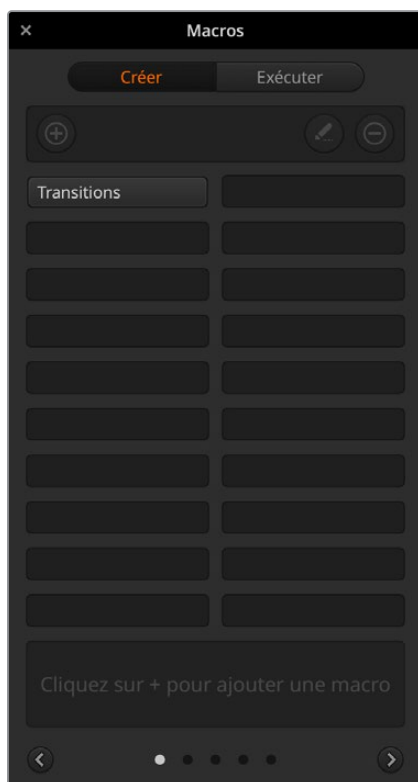 Macros
Créer
Exécuter
Transitions
Cliquez sur + pour ajouter une macro